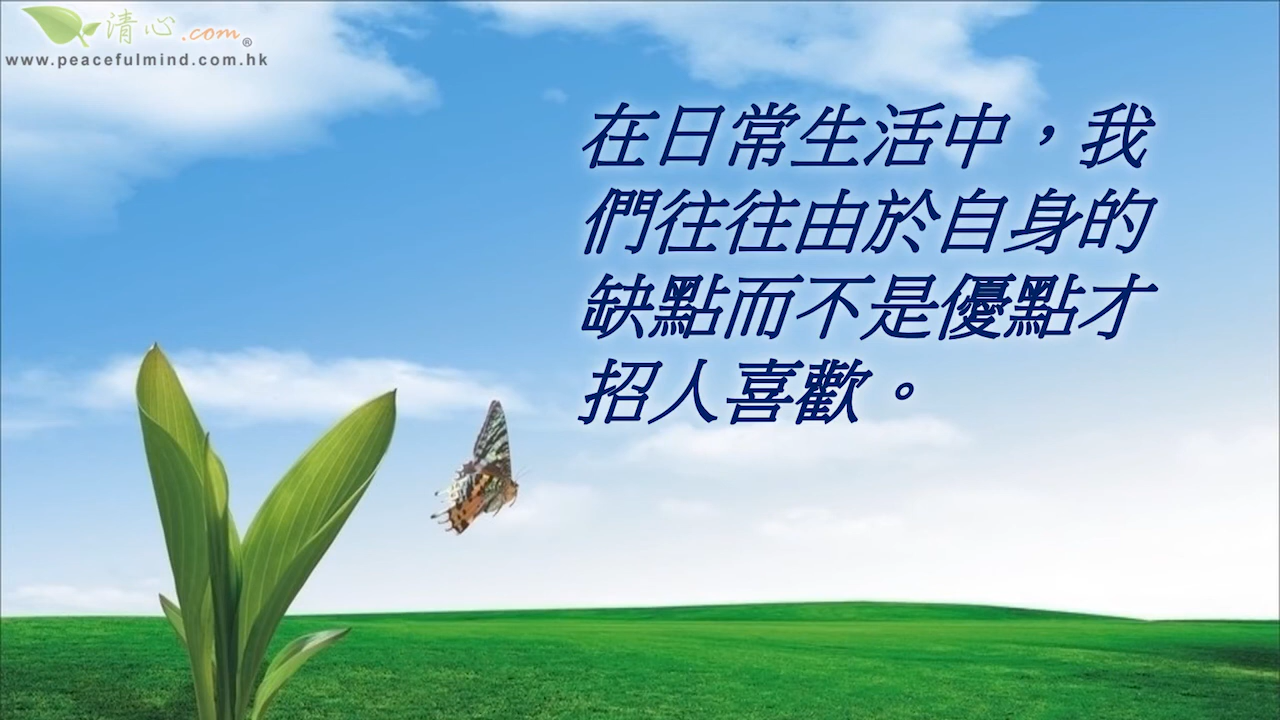 清心.com®
www.peacefulmind.com.hk
在日常生活中，我
們往往由於自身的
缺點而不是優點才
招人喜歡。